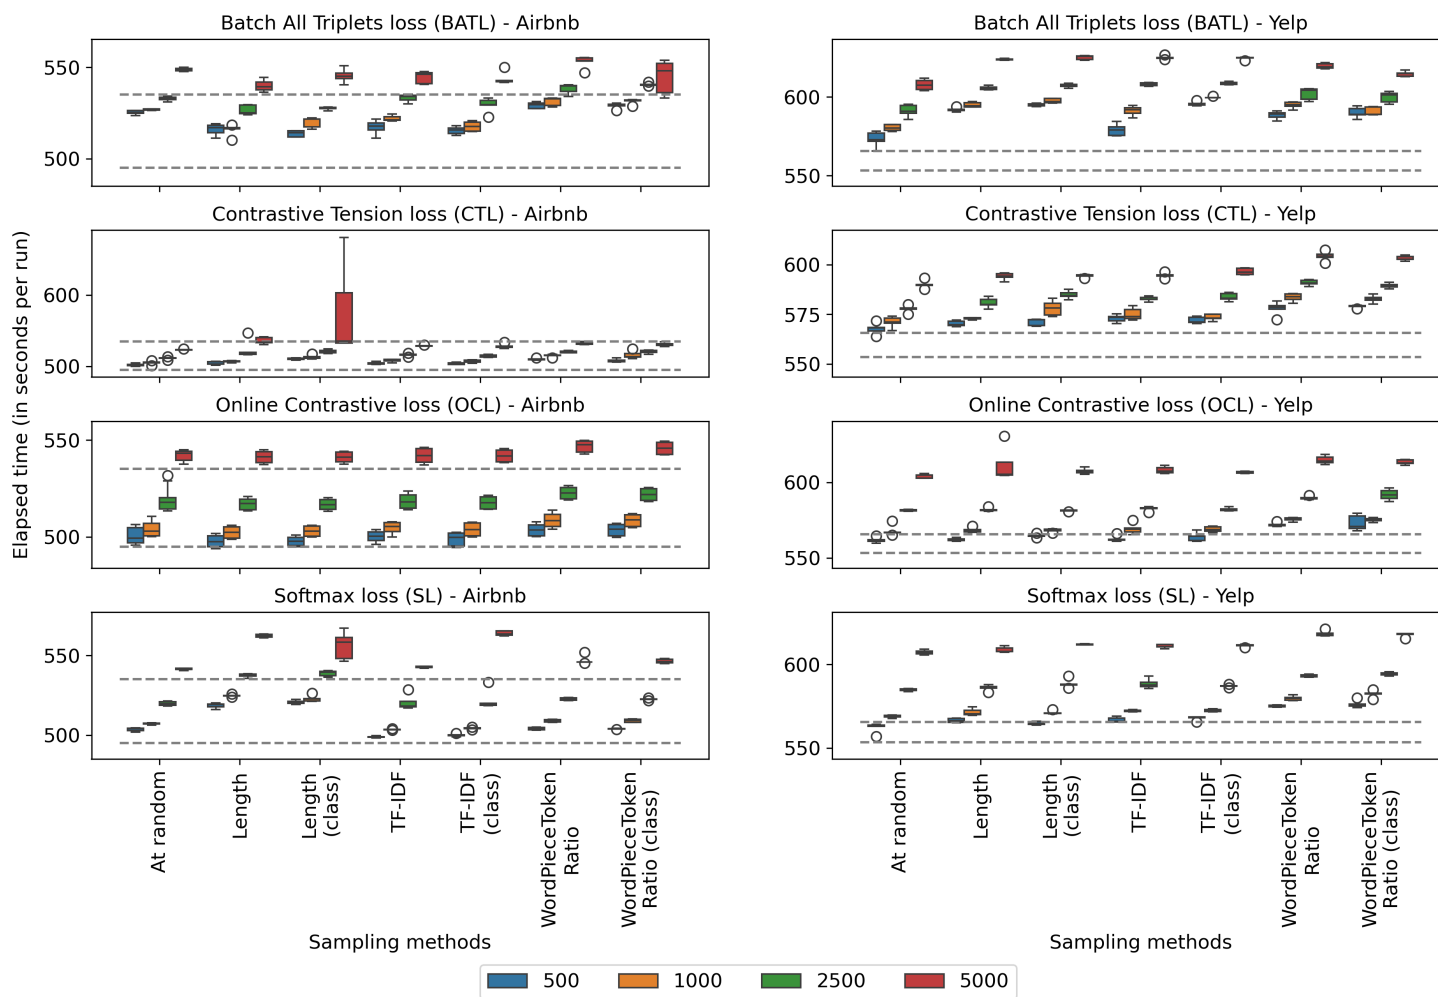 Batch All Triplets loss (BATL) - Airbnb
Batch All Triplets loss (BATL) - Yelp
550
500
600
550
Contrastive Tension loss (CTL) - Airbnb
Contrastive Tension loss (CTL) - Yelp
600
500
600
575
550
Elapsed time (in seconds per run)
Online Contrastive loss (OCL) - Airbnb
Online Contrastive loss (OCL) - Yelp
550
500
600
550
Softmax loss (SL) - Airbnb
Softmax loss (SL) - Yelp
550
500
600
550
At random
Length
Length
(class)
TF-IDF
TF-IDF
(class)
WordPieceToken
Ratio
WordPieceToken
Ratio (class)
At random
Length
Length
(class)
TF-IDF
TF-IDF
(class)
WordPieceToken
Ratio
WordPieceToken
Ratio (class)
Sampling methods
Sampling methods
500 1000 2500 5000